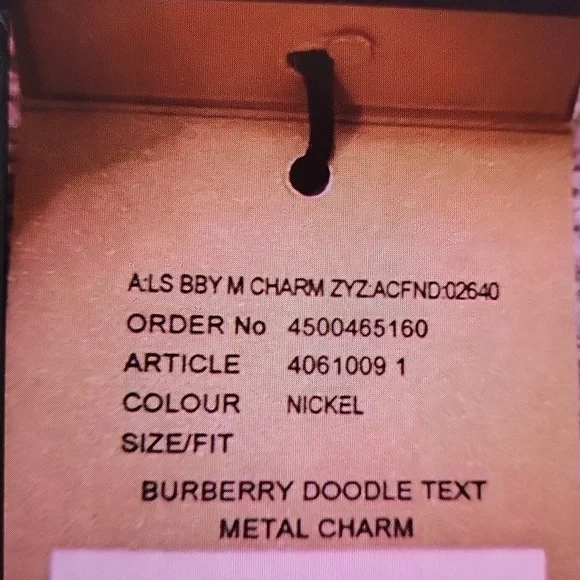 A:LS BBY M CHARM ZYZ:ACFND:02640
ORDER No 4500465160
ARTICLE 4061009 1
COLOUR NICKEL
SIZE/FIT
BURBERRY DOODLE TEXT
METAL CHARM